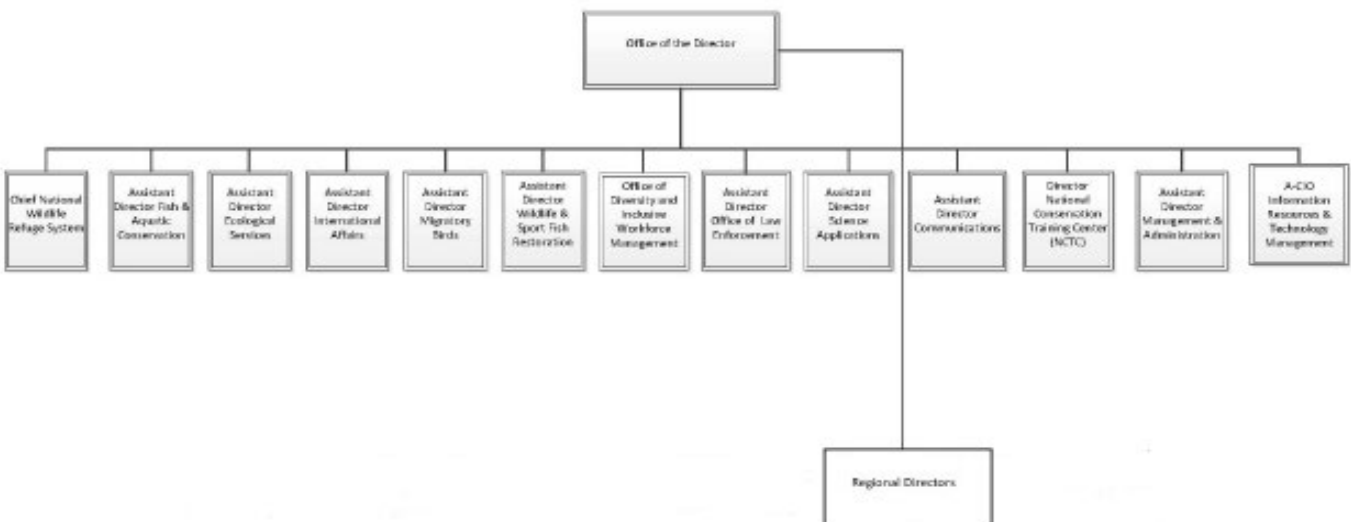 Office of the Director
Chief National
Wildlife
Refuge System
Assistant
Director Fish &
Aquatic
Conservation
Assistant
Director
Ecological
Services
Assistant
Director
International
Affairs
Assistant
Director
Migratory
Birds
Assistant
Director
Wildlife &
Sport Fish
Restoration
Office of
Diversity and
Inclusive
Workforce
Management
Assistant
Director
Office of Law
Enforcement
Assistant
Director
Science
Applications
Assistant
Director
Communications
Director
National
Conservation
Training Center
(NCTC)
Assistant
Director
Management &
Administration
A-CIO
Information
Resources &
Technology
Management
Regional Directors